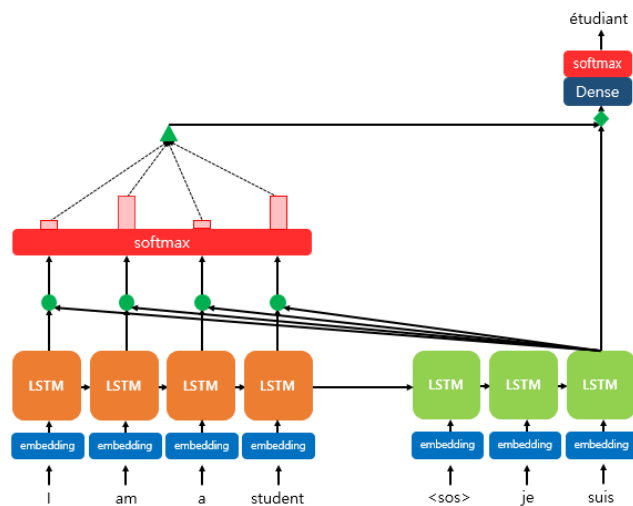 étudiant
softmax
Dense
softmax
LSTM LSTM LSTM LSTM LSTM LSTM LSTM
embedding embedding embedding embedding embedding embedding embedding
I am a student <sos> je suis